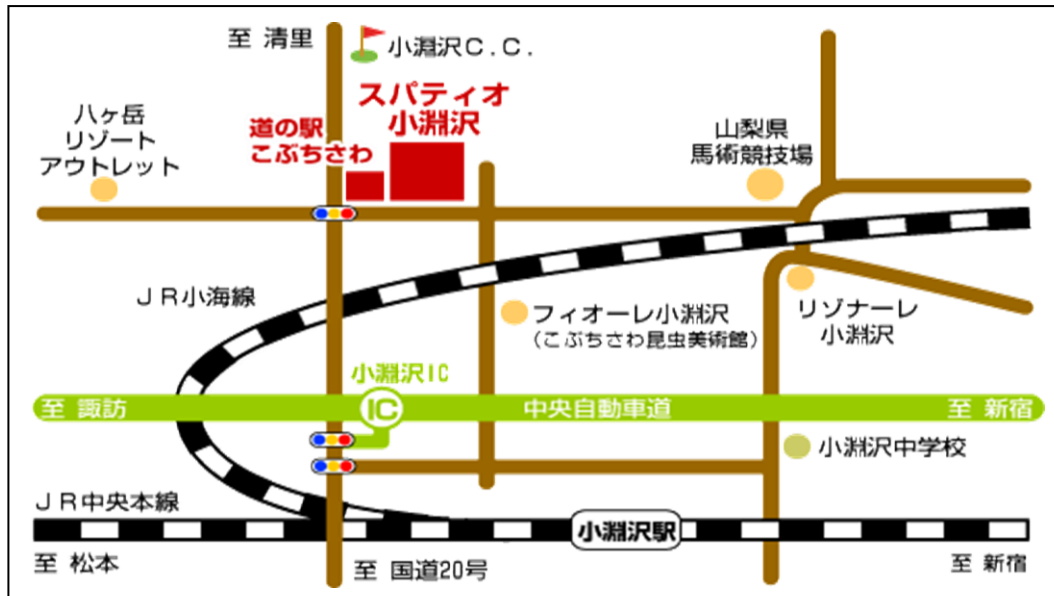 至 清里
小淵沢C.C.
スパティオ
小淵沢
道の駅
こぶちさわ
八ヶ岳
リゾート
アウトレット
山梨県
馬術競技場
JR小海線
フィオーレ小淵沢
(こぶちさわ昆虫美術館)
リゾナーレ
小淵沢
小淵沢IC
至 諏訪
IC
中央自動車道
至 新宿
小淵沢中学校
JR中央本線
小淵沢駅
至 松本
至 国道20号
至 新宿